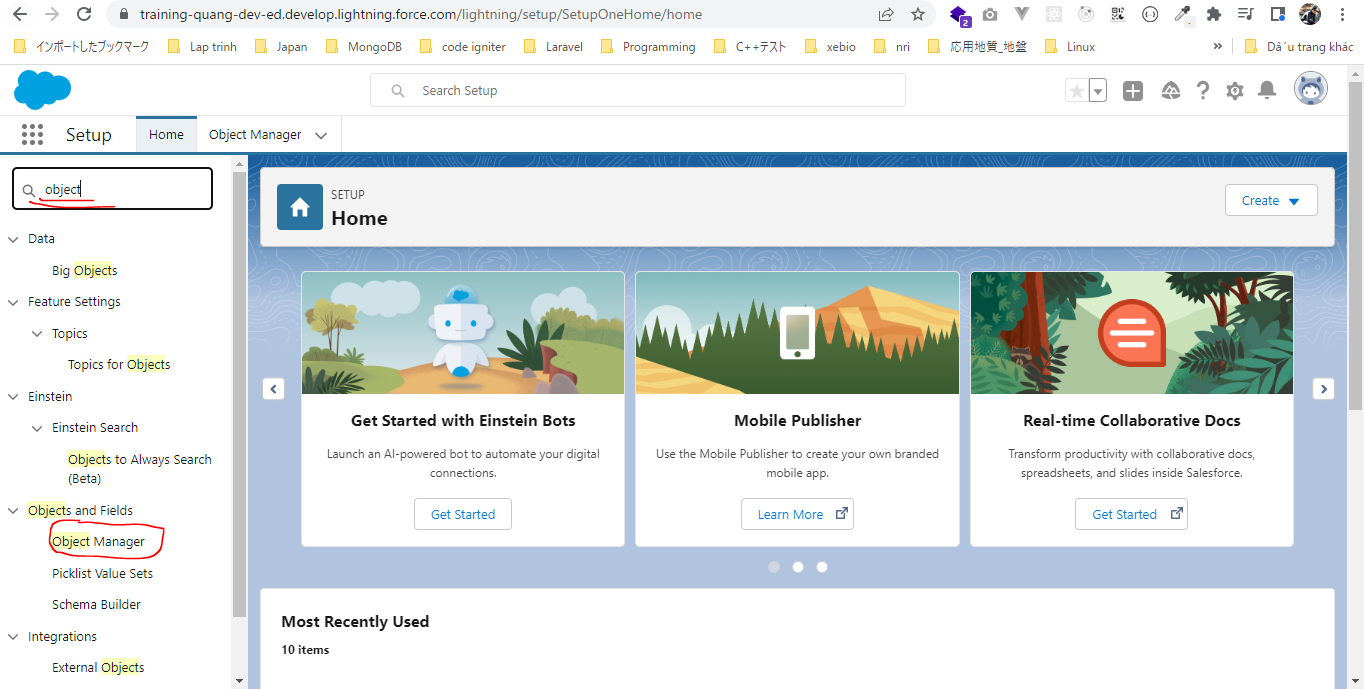 training-quang-dev-ed.develop.lightning.force.com/lightning/setup/SetupOneHome/home
2
インポートしたブックマーク Lap trinh Japan MongoDB code igniter Laravel Programming C++テスト xebio nri 応用地質_地盤 Linux » Dấu trang khác
Search Setup
Setup Home Object Manager
object
Data
Big Objects
Feature Settings
Topics
Topics for Objects
Einstein
Einstein Search
Objects to Always Search
(Beta)
Objects and Fields
Object Manager
Picklist Value Sets
Schema Builder
Integrations
External Objects
SETUP
Home
Create
Get Started with Einstein Bots
Launch an AI-powered bot to automate your digital
connections.
Get Started
Mobile Publisher
Use the Mobile Publisher to create your own branded
mobile app.
Learn More
Real-time Collaborative Docs
Transform productivity with collaborative docs,
spreadsheets, and slides inside Salesforce.
Get Started
Most Recently Used
10 items